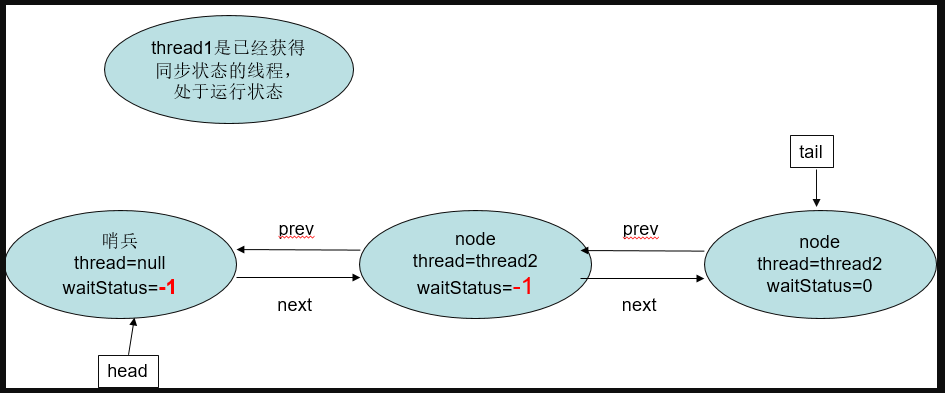 thread1是已经获得
同步状态的线程，
处于运行状态
tail
哨兵
thread=null
waitStatus=-1
prev
next
node
thread=thread2
waitStatus=-1
prev
next
node
thread=thread2
waitStatus=0
head